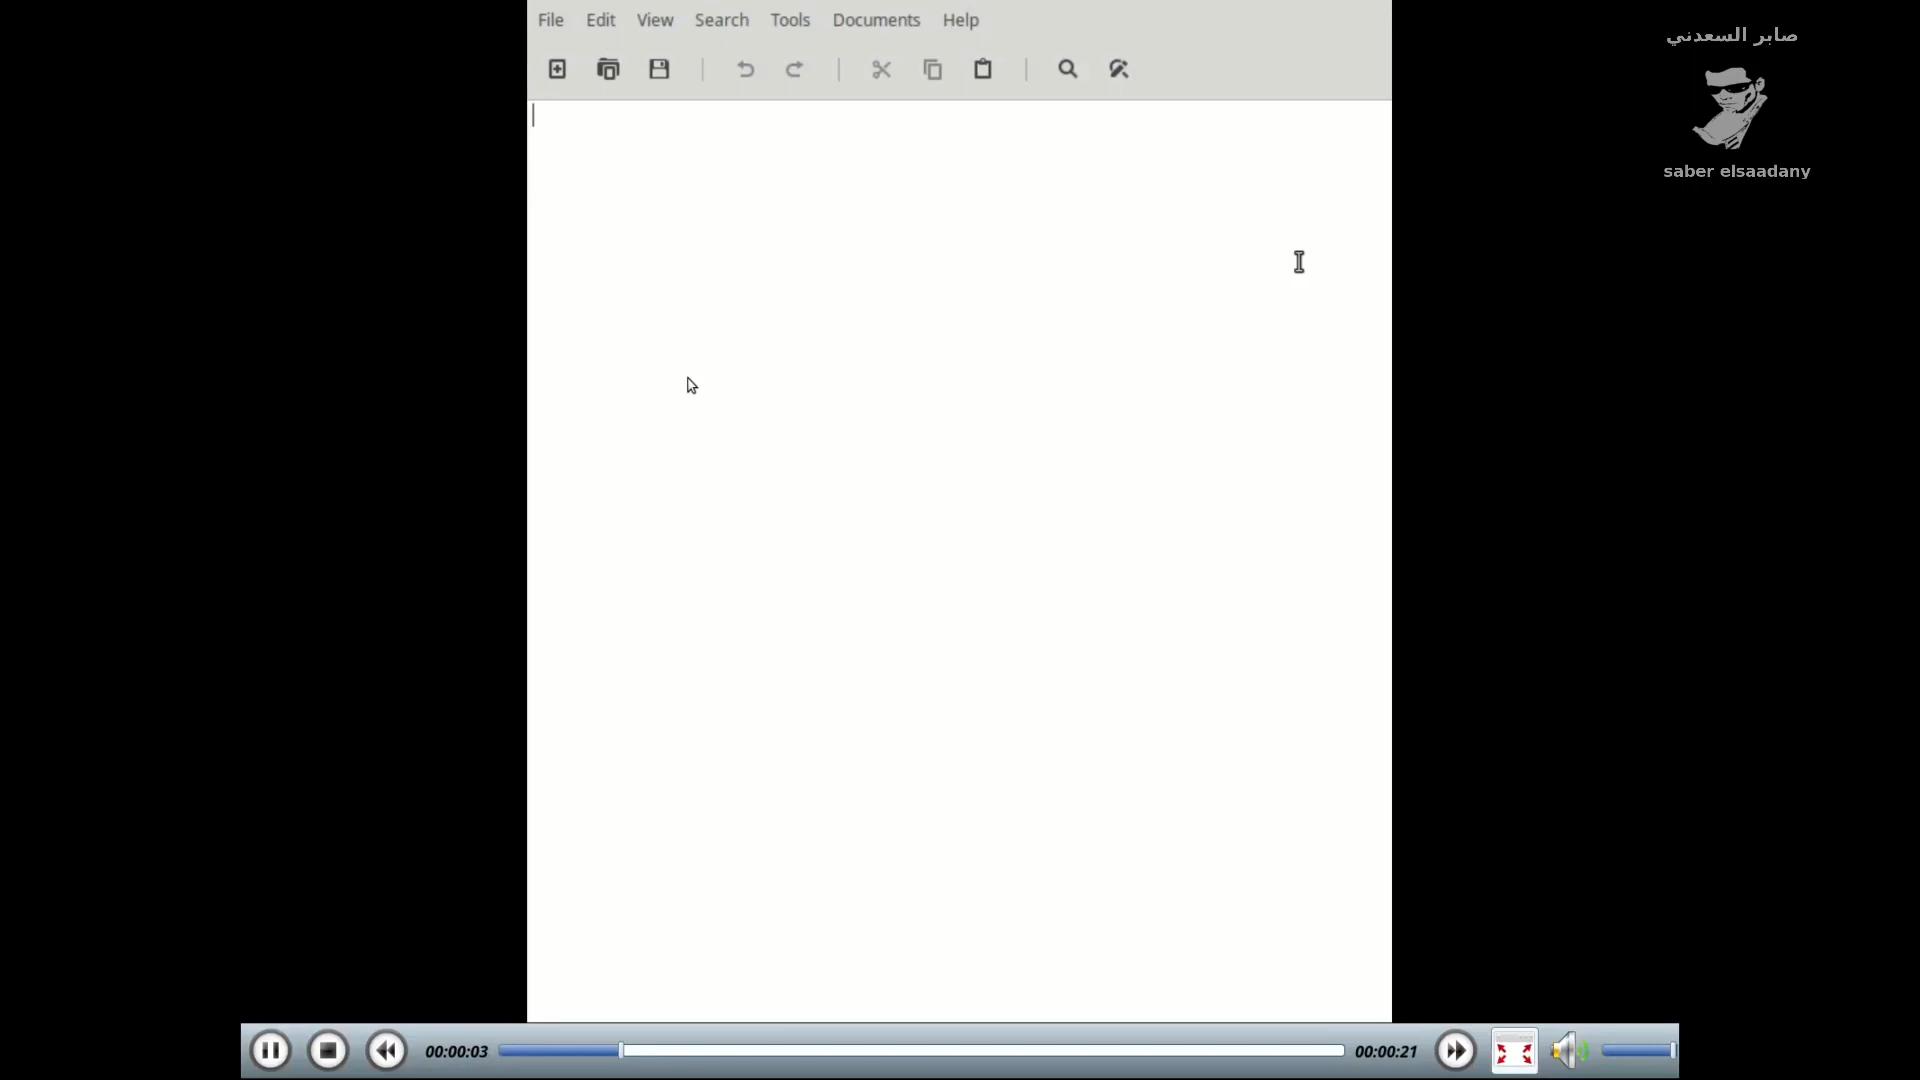 File Edit View Search Tools Documents Help
صابر السعدني
saber elsaadany
00:00:03
00:00:21